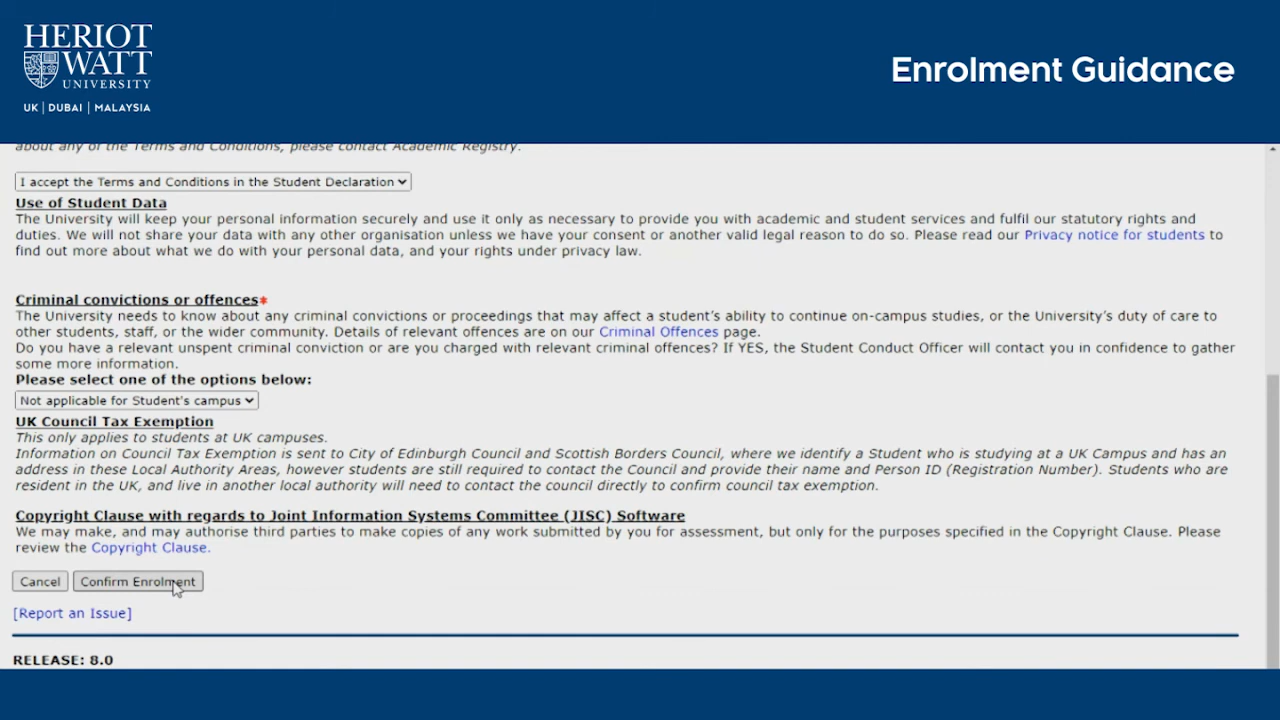 HERIOT
WATT
UNIVERSITY
UK | DUBAI | MALAYSIA
Enrolment Guidance
about any of the Terms and Conditions, please contact Academic Registry.
I accept the Terms and Conditions in the Student Declaration
Use of Student Data
The University will keep your personal information securely and use it only as necessary to provide you with academic and student services and fulfil our statutory rights and
duties. We will not share your data with any other organisation unless we have your consent or another valid legal reason to do so. Please read our Privacy notice for students to
find out more about what we do with your personal data, and your rights under privacy law.
Criminal convictions or offences*
The University needs to know about any criminal convictions or proceedings that may affect a student's ability to continue on-campus studies, or the University's duty of care to
other students, staff, or the wider community. Details of relevant offences are on our Criminal Offences page.
Do you have a relevant unspent criminal conviction or are you charged with relevant criminal offences? If YES, the Student Conduct Officer will contact you in confidence to gather
some more information.
Please select one of the options below:
Not applicable for Student's campus
UK Council Tax Exemption
This only applies to students at UK campuses.
Information on Council Tax Exemption is sent to City of Edinburgh Council and Scottish Borders Council, where we identify a Student who is studying at a UK Campus and has an
address in these Local Authority Areas, however students are still required to contact the Council and provide their name and Person ID (Registration Number). Students who are
resident in the UK, and live in another local authority will need to contact the council directly to confirm council tax exemption.
Copyright Clause with regards to Joint Information Systems Committee (JISC) Software
We may make, and may authorise third parties to make copies of any work submitted by you for assessment, but only for the purposes specified in the Copyright Clause. Please
review the Copyright Clause.
Cancel Confirm Enrolment
[Report an Issue]
RELEASE: 8.0